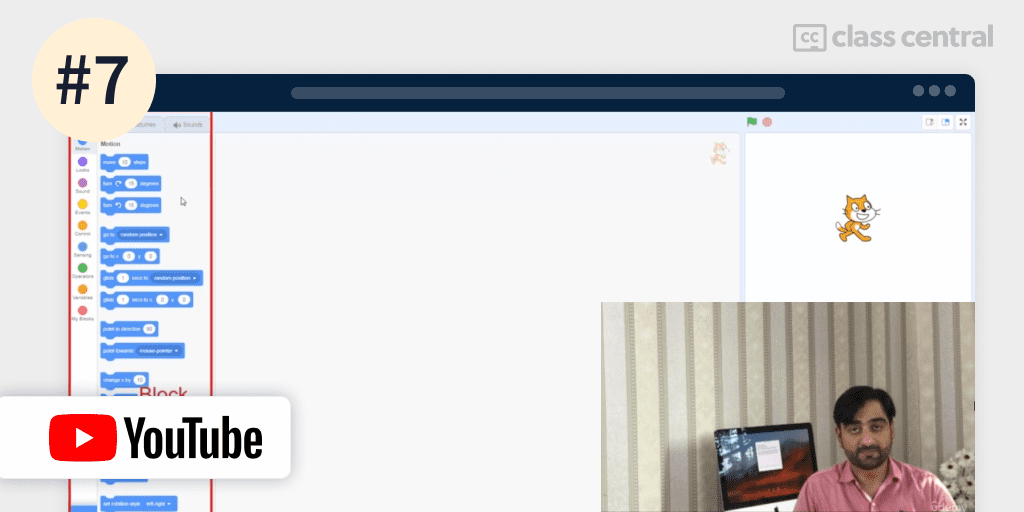 #7
cc class central
Costumes
Sounds
Motion
Motion
Looks
Sound
Events
Control
Sensing
Operators
Variables
My Blocks
move 10 steps
turn 15 degrees
turn 15 degrees
go to random position
go to x: 0 y: 0
glide 1 secs to random position
glide 1 secs to x: 0 y: 0
point in direction 90
point towards mouse-pointer
change x by 10
Block
YouTube
set rotation style left-right